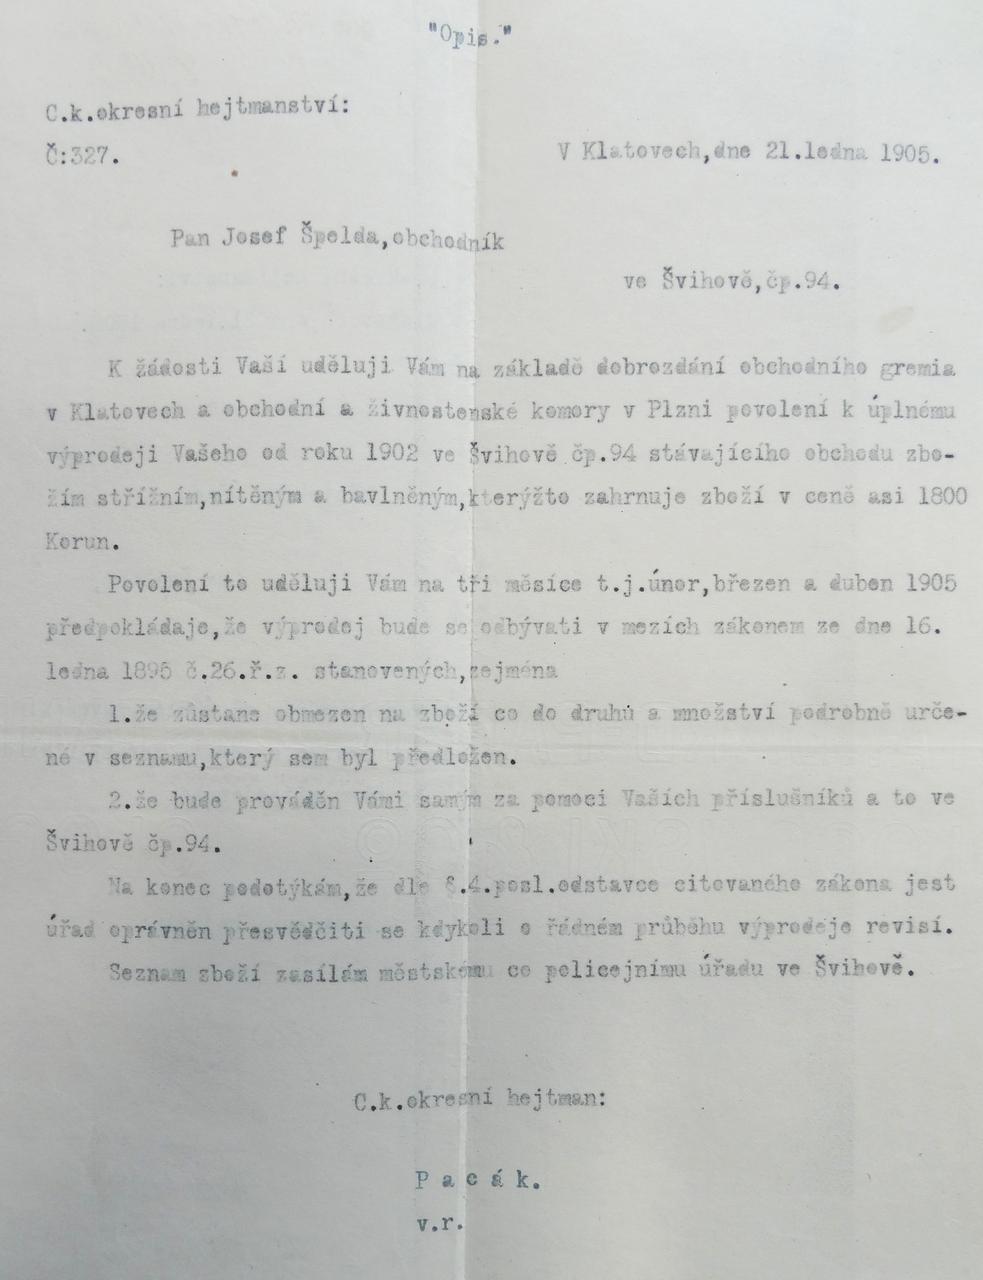 "Opis."
C.k.okresní hejtmanství:
Č:327.
V Klatovech,dne 21.ledna 1905.
Pan Josef Špelda,obchodník
ve Švihově,čp.94.
K žádosti Vaší uděluji Vám na základě dobrozdání obchodního gremia
v Klatovech a obchodní a živnostenské komory v Plzni povolení k úplnému
výprodeji Vašeho od roku 1902 ve Švihově čp.94 stávajícího obchodu zbo-
žím střížním,nítěným a bavlněným,kterýžto zahrnuje zboží v ceně asi 1800
Korun.
Povolení to uděluji Vám na tři měsíce t.j.únor,březen a duben 1905
předpokládaje,že výprodej bude se odbývati v mezích zákonem ze dne 16.
ledna 1895 č.26.ř.z. stanovených,zejména
1.že zůstane obmezen na zboží co do druhů a množství podrobně urče-
né v seznamu,který sem byl předložen.
2.že bude prováděn Vámi samým za pomoci Vaších příslušníků a to ve
Švihově čp.94.
Na konec podotýkám,že dle §.4.posl.odstavce citovaného zákona jest
úřad oprávněn přesvědčiti se kdykoli o řádném průběhu výprodeje revisí.
Seznam zboží zasílám městskému co policejnímu úřadu ve Švihově.
C.k.okresní hejtman:
P a c á k.
v.r.